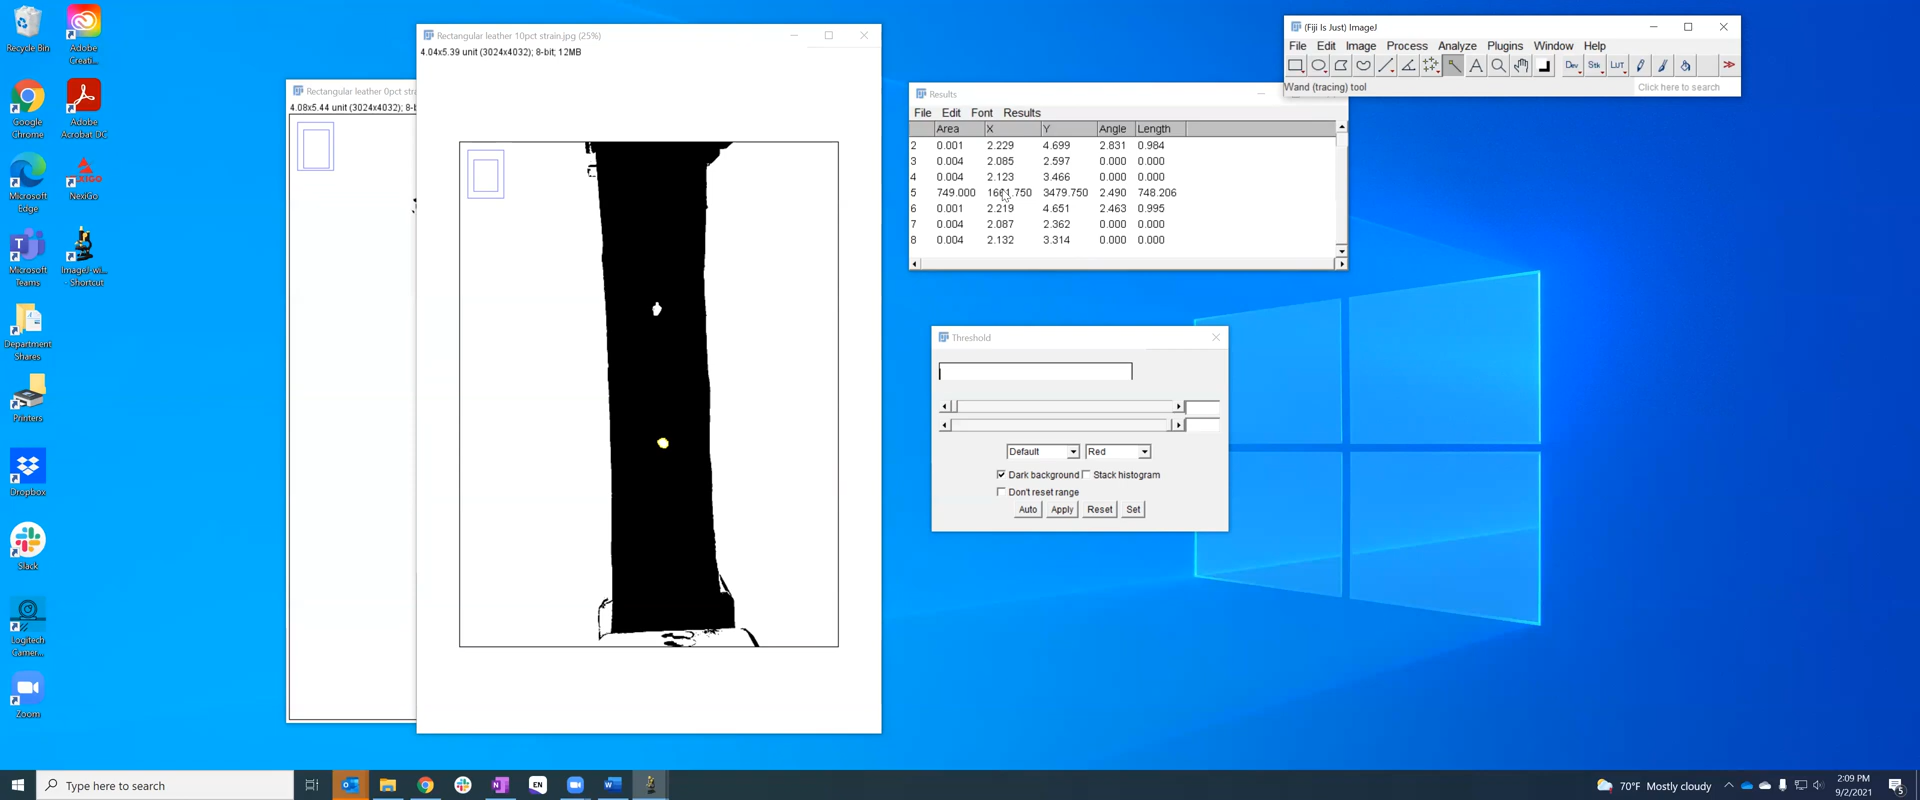 Recycle Bin
Adobe
Creati...
Google
Chrome
Adobe
Acrobat DC
Microsoft
Edge
NexiGo
Microsoft
Teams
ImageJ-wi...
- Shortcut
Department
Shares
Printers
Dropbox
Slack
Logitech
Camer...
Zoom
Rectangular leather 0pct stra
4.08x5.44 unit (3024x4032); 8-b
Rectangular leather 10pct strain.jpg (25%)
4.04x5.39 unit (3024x4032); 8-bit; 12MB
Results
File Edit Font Results
Area X Y Angle Length
2 0.001 2.229 4.699 2.831 0.984
3 0.004 2.085 2.597 0.000 0.000
4 0.004 2.123 3.466 0.000 0.000
5 749.000 1661.750 3479.750 2.490 748.206
6 0.001 2.219 4.651 2.463 0.995
7 0.004 2.087 2.362 0.000 0.000
8 0.004 2.132 3.314 0.000 0.000
Threshold
Default Red
Dark background Stack histogram
Don't reset range
Auto Apply Reset Set
(Fiji Is Just) ImageJ
File Edit Image Process Analyze Plugins Window Help
Dev Stk LUT
Wand (tracing) tool Click here to search
Type here to search
EN
70°F Mostly cloudy
2:09 PM
9/2/2021
5